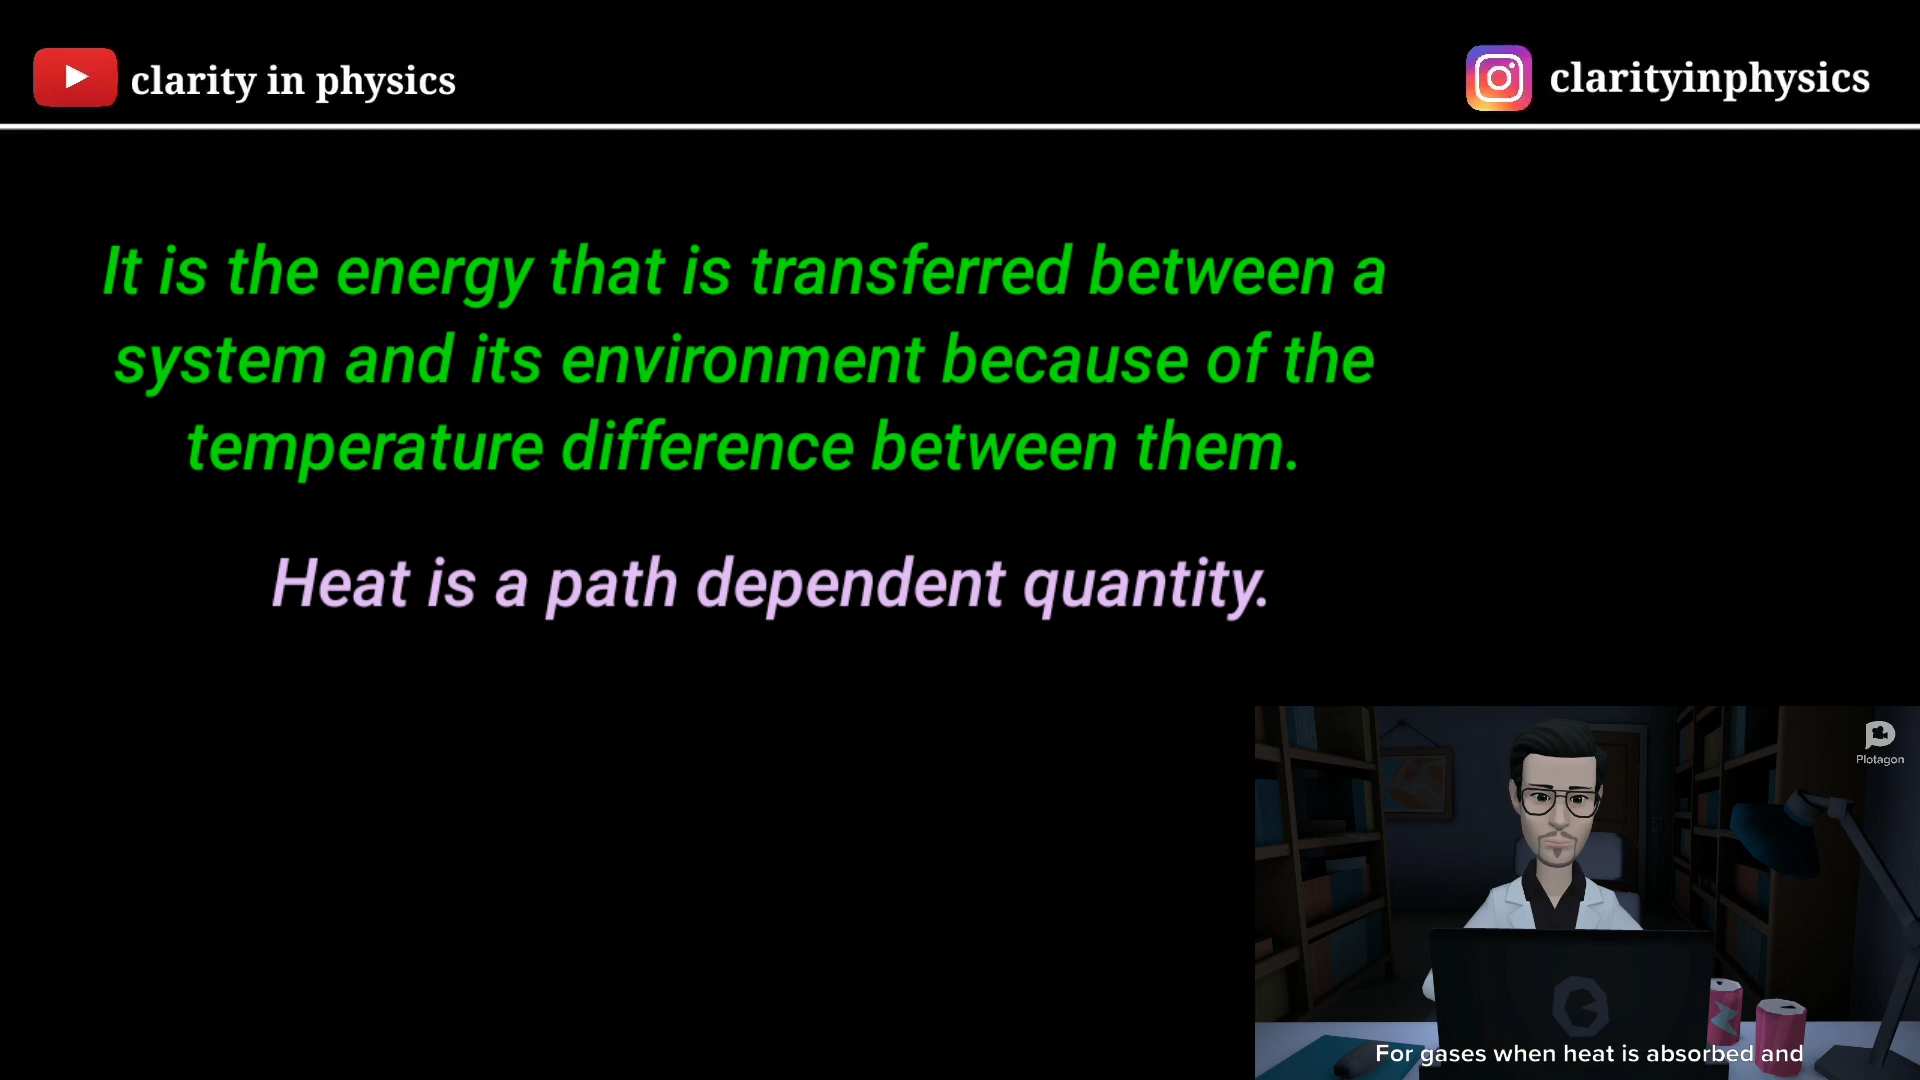 clarity in physics
clarityinphysics
It is the energy that is transferred between a
system and its environment because of the
temperature difference between them.
Heat is a path dependent quantity.
Plotagon
For gases when heat is absorbed and